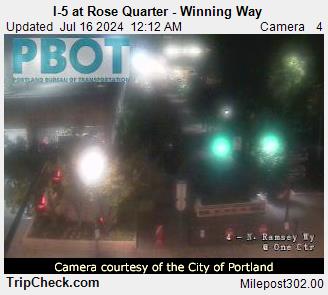 I-5 at Rose Quarter - Winning Way
Updated Jul 16 2024 12:12 AM Camera 4
PBOT
PORTLAND BUREAU OF TRANSPORTATION
4 - N. Ramsey Wy
@ One Ctr
Camera courtesy of the City of Portland
TripCheck.com Milepost302.00